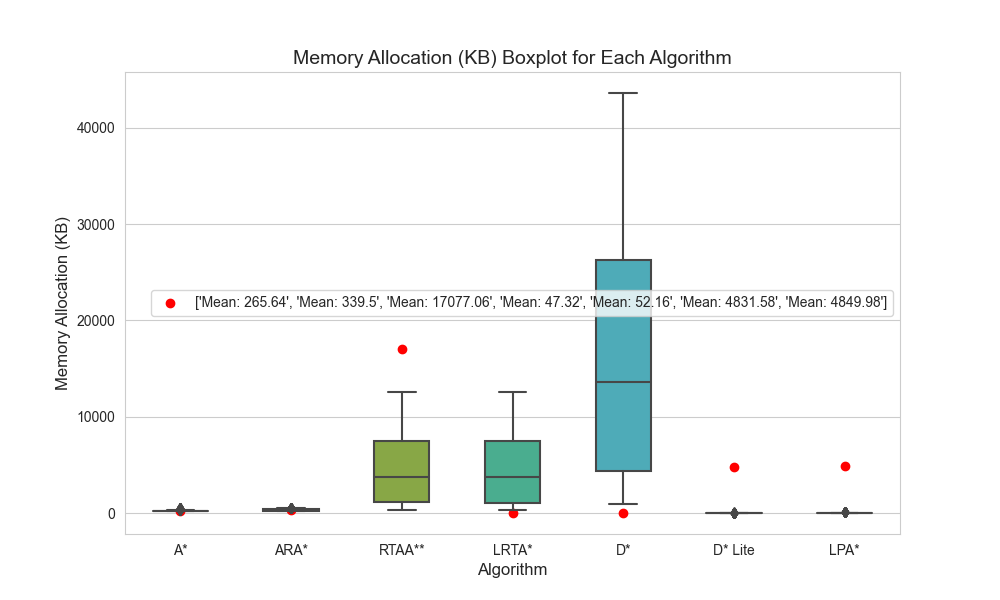 Memory Allocation (KB) Boxplot for Each Algorithm
Memory Allocation (KB)
40000
30000
20000
10000
0
['Mean: 265.64', 'Mean: 339.5', 'Mean: 17077.06', 'Mean: 47.32', 'Mean: 52.16', 'Mean: 4831.58', 'Mean: 4849.98']
A* ARA* RTAA** LRTA* D* D* Lite LPA*
Algorithm